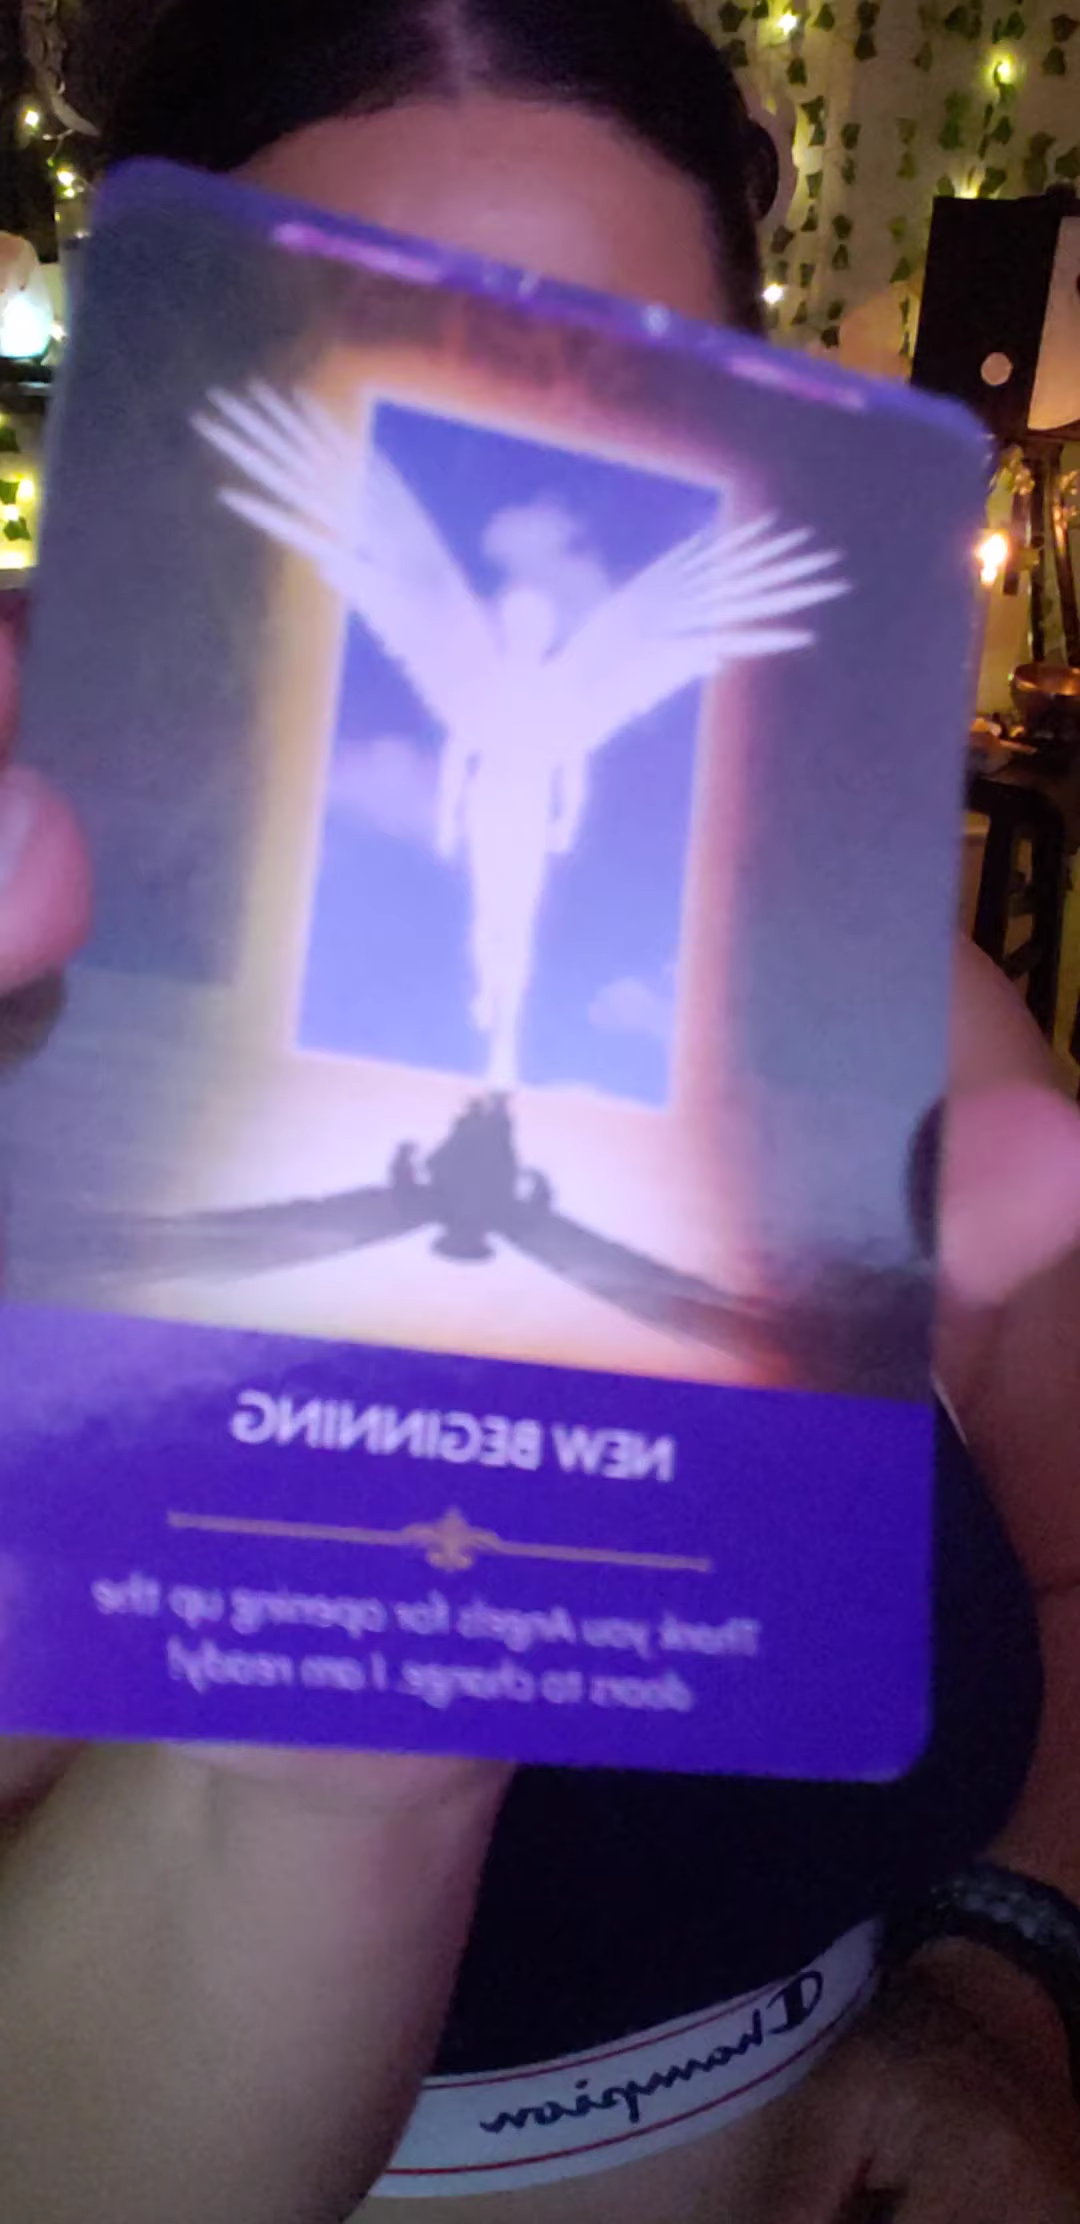 NEW BEGINNING
Thank you Angels for opening up the
doors to change. I am ready!
Champion